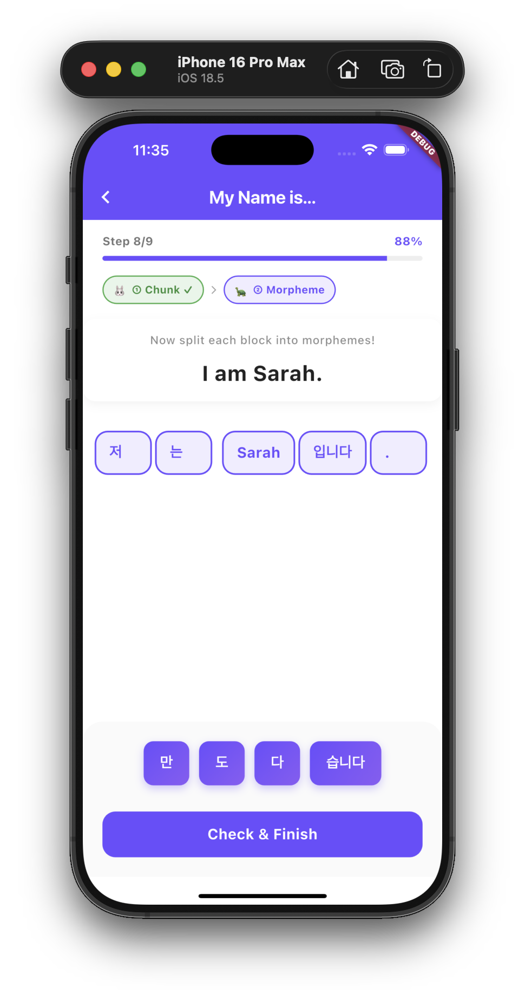 iPhone 16 Pro Max
iOS 18.5
11:35
DEBUG
My Name is...
Step 8/9 88%
① Chunk ✓ > ② Morpheme
Now split each block into morphemes!
I am Sarah.
저 는 Sarah 입니다 .
만 도 다 습니다
Check & Finish